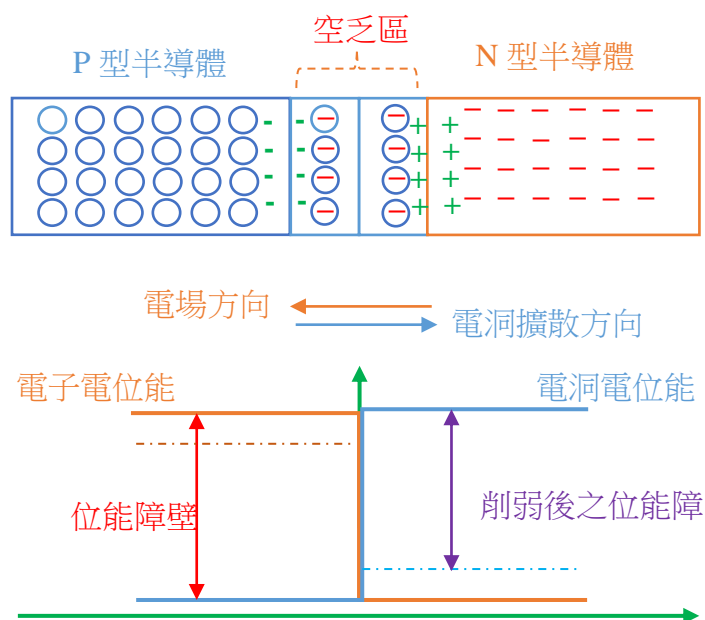 空乏區
P 型半導體
N 型半導體
電場方向
電洞擴散方向
電子電位能
電洞電位能
位能障壁
削弱後之位能障